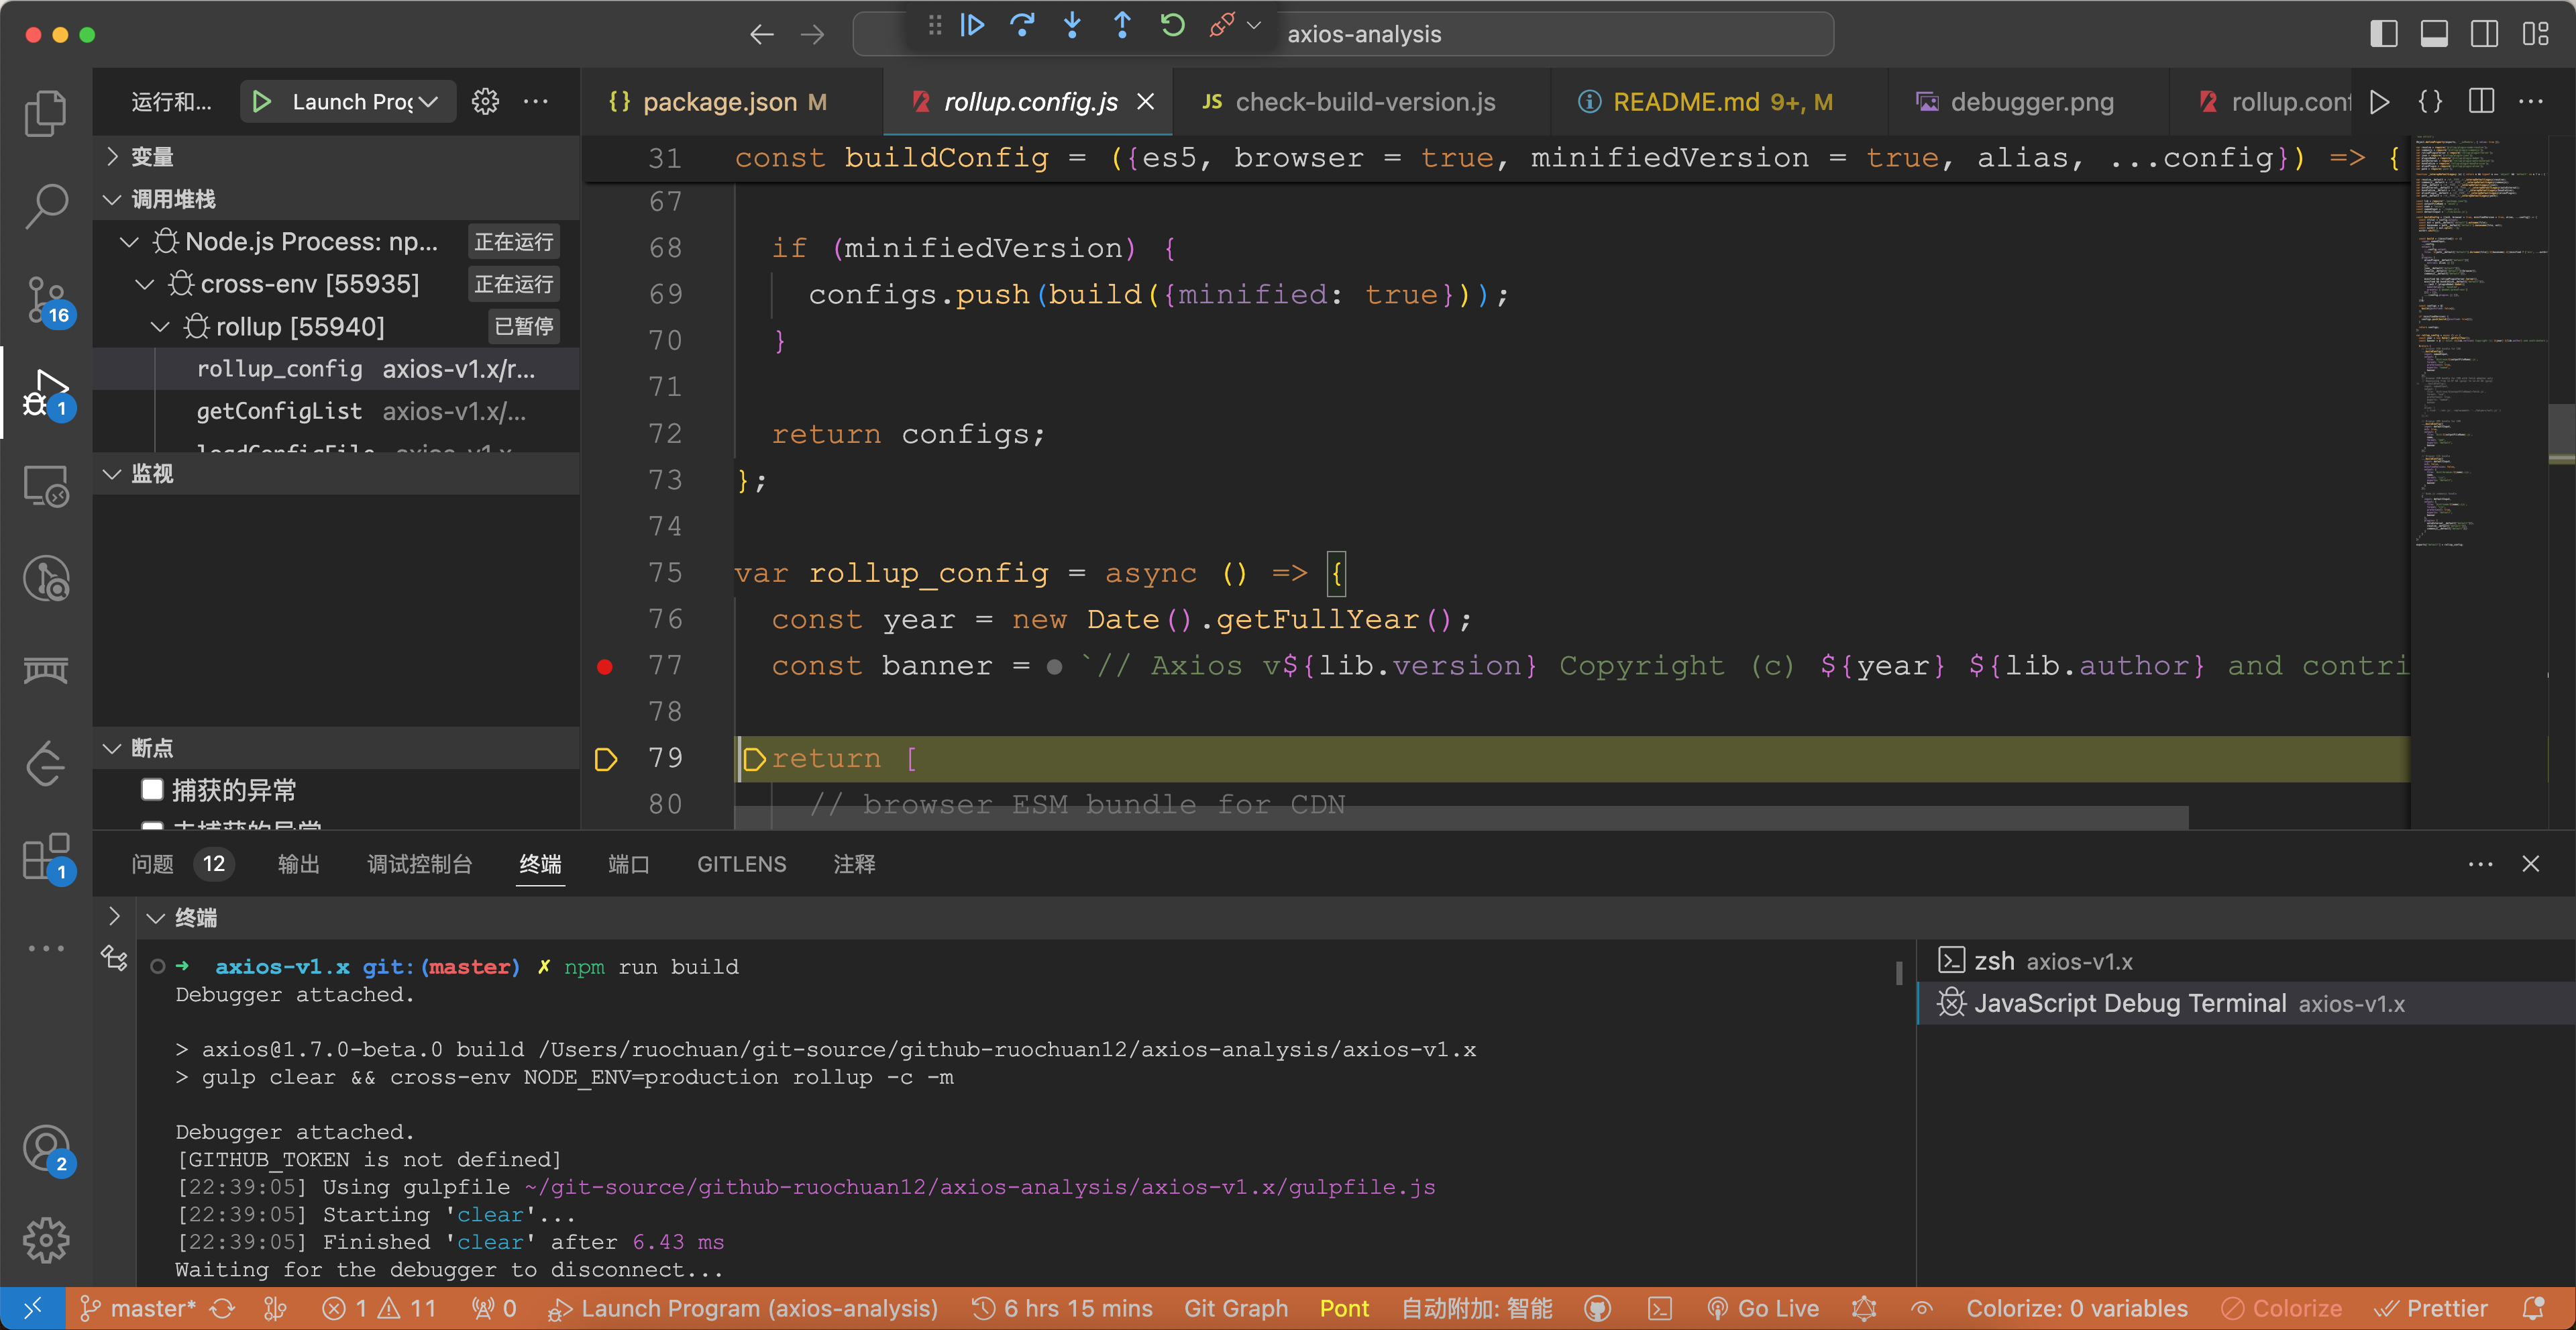 axios-analysis
运行和...
Launch Prog
{} package.json M
rollup.config.js
JS check-build-version.js
README.md 9+, M
debugger.png
rollup.conf
变量
调用堆栈
Node.js Process: np... 正在运行
cross-env [55935] 正在运行
rollup [55940] 已暂停
rollup_config axios-v1.x/r...
getConfigList axios-v1.x/...
loadConfigFile axios-v1.x
监视
断点
捕获的异常
未捕获的异常
31 const buildConfig = ({es5, browser = true, minifiedVersion = true, alias, ...config}) => {
67
68 if (minifiedVersion) {
69 configs.push(build({minified: true}));
70 }
71
72 return configs;
73 };
74
75 var rollup_config = async () => {
76 const year = new Date().getFullYear();
77 const banner = `// Axios v${lib.version} Copyright (c) ${year} ${lib.author} and contri
78
79 return [
80 // browser ESM bundle for CDN
16
1
1
2
问题 12 输出 调试控制台 终端 端口 GITLENS 注释
终端
➜ axios-v1.x git:(master) ✗ npm run build
Debugger attached.
> axios@1.7.0-beta.0 build /Users/ruochuan/git-source/github-ruochuan12/axios-analysis/axios-v1.x
> gulp clear && cross-env NODE_ENV=production rollup -c -m
Debugger attached.
[GITHUB_TOKEN is not defined]
[22:39:05] Using gulpfile ~/git-source/github-ruochuan12/axios-analysis/axios-v1.x/gulpfile.js
[22:39:05] Starting 'clear'...
[22:39:05] Finished 'clear' after 6.43 ms
Waiting for the debugger to disconnect...
zsh axios-v1.x
JavaScript Debug Terminal axios-v1.x
master* 1 11 0 Launch Program (axios-analysis) 6 hrs 15 mins Git Graph Pont 自动附加: 智能 Go Live Colorize: 0 variables Colorize Prettier